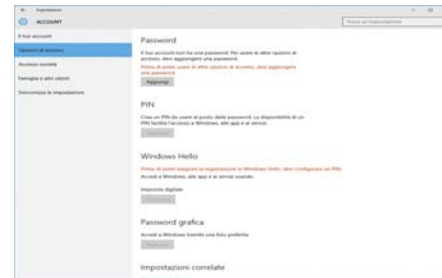 Impostazioni
ACCOUNT
Trova un'impostazione
Il tuo account
Opzioni di accesso
Accesso società
Famiglia e altri utenti
Sincronizza le impostazioni
Password
Il tuo account non ha una password. Per usare le altre opzioni di
accesso, devi aggiungere una password.
Prima di poter usare le altre opzioni di accesso, devi aggiungere
una password.
Aggiungi
PIN
Crea un PIN da usare al posto delle password. La disponibilità di un
PIN facilita l'accesso a Windows, alle app e ai servizi.
Aggiungi
Windows Hello
Prima di poter eseguire la registrazione in Windows Hello, devi configurare un PIN.
Accedi a Windows, alle app e ai servizi usando
Impronta digitale
Password grafica
Accedi a Windows tramite una foto preferita
Aggiungi
Impostazioni correlate